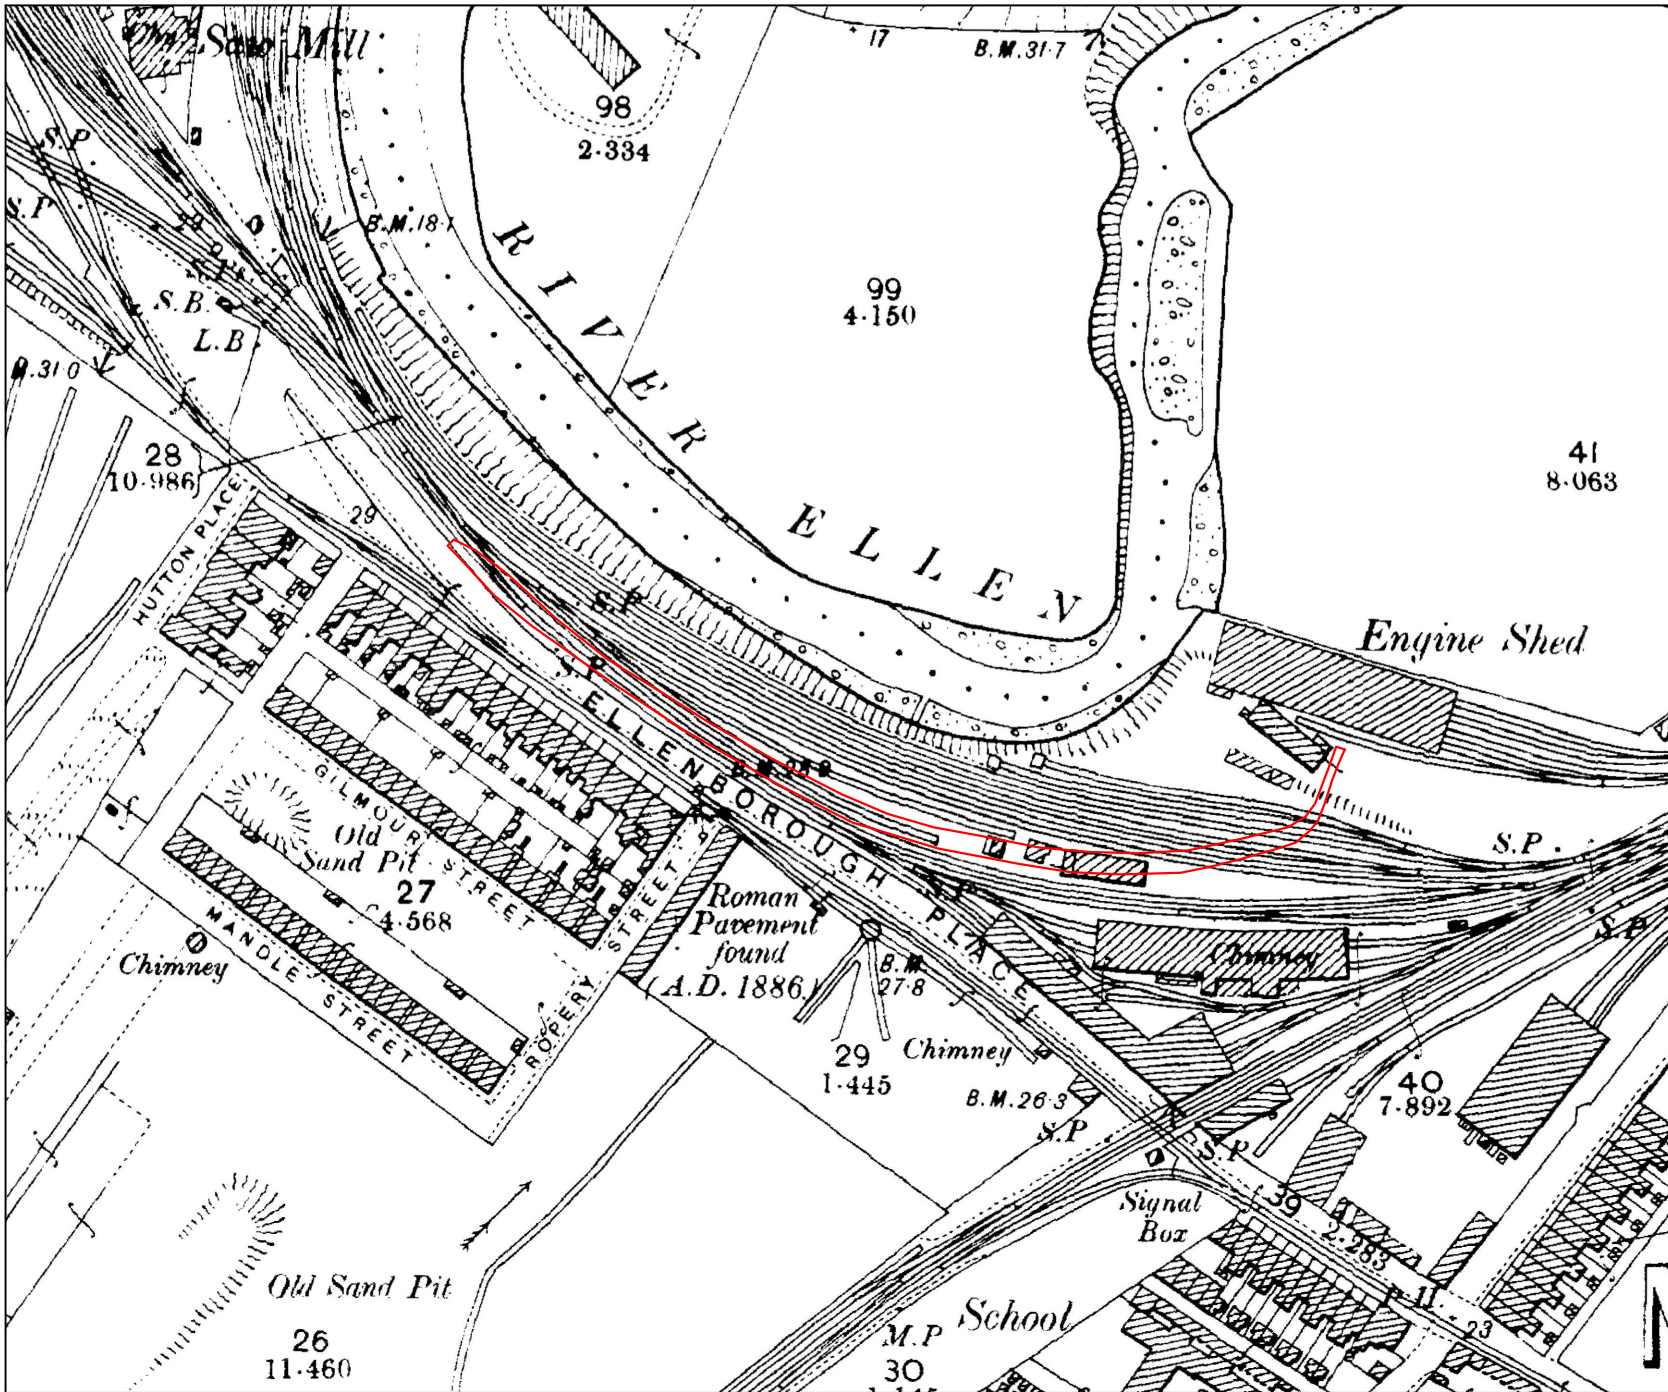 Saw Mill
17
B.M.31·7
98
2·334
S.P
S.P
29
B.M.18·1
S.B.
L.B
RIVER ELLEN
99
4·150
41
8·063
28
10·986
29
HUTTON PLACE
S.P
S.P
Engine Shed
ELLENBOROUGH PLACE
GILMOUR STREET
Old
Sand Pit
27
4·568
MANDLE STREET
Chimney
ROPERY STREET
Roman
Pavement
found
(A.D. 1886.)
B.M.
27·8
S.P
S.P
S.P
Chimney
29
1·445
Chimney
B.M.26·3
S.P
S.P
40
7·892
Signal
Box
39
2·283
Old Sand Pit
26
11·460
School
M.P
30
23